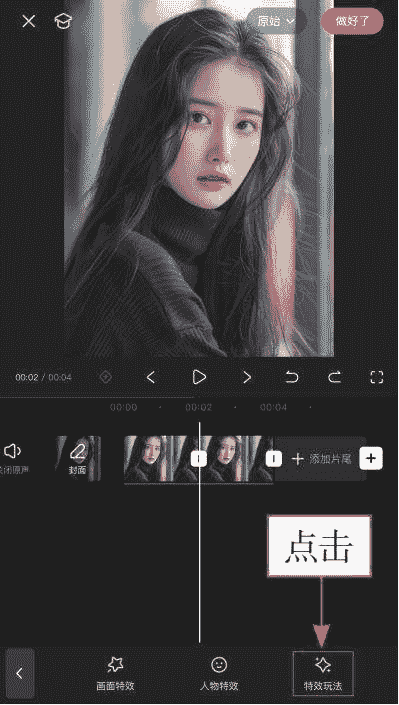 原始
做好了
00:02 / 00:04
00:00
00:02
00:04
关闭原声
封面
添加片尾
点击
画面特效
人物特效
特效玩法